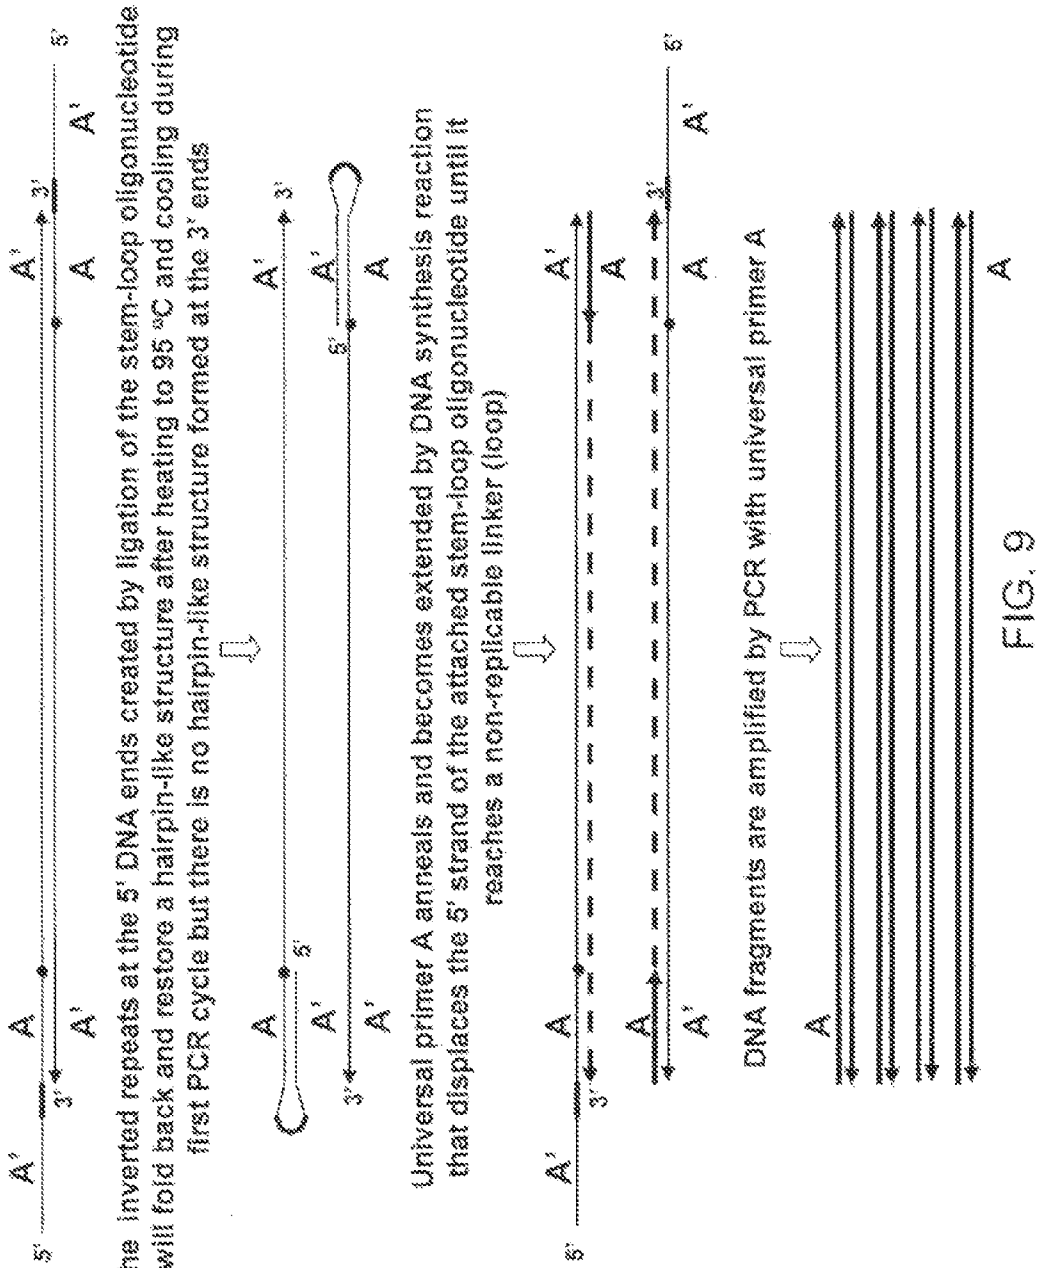 A' A A'
5' 3'
3' A' A A' 5'
ne inverted repeats at the 5' DNA ends created by ligation of the stem-loop oligonucleotide
will fold back and restore a hairpin-like structure after heating to 95 °C and cooling during
first PCR cycle but there is no hairpin-like structure formed at the 3' ends
A A'
5' 3'
A' A'
3' 5'
A' A
Universal primer A anneals and becomes extended by DNA synthesis reaction
that displaces the 5' strand of the attached stem-loop oligonucleotide until it
reaches a non-replicable linker (loop)
A' A A'
5'
3' A
A 3' 5'
A' A A'
DNA fragments are amplified by PCR with universal primer A
A
A
FIG. 9